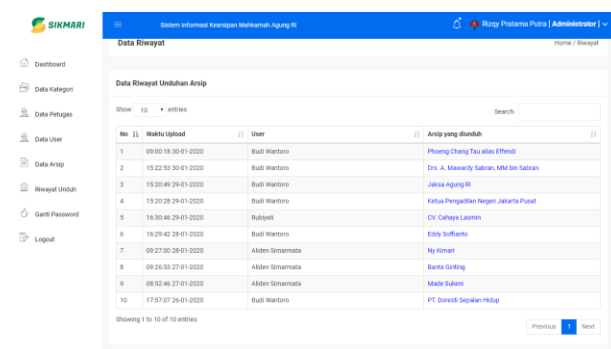 SIKMARI
Sistem Informasi Kearsipan Mahkamah Agung RI
Rizqy Pratama Putra [ Administrator ]
Data Riwayat
Home / Riwayat
Dashboard
Data Kategori
Data Petugas
Data User
Data Arsip
Riwayat Unduh
Ganti Password
Logout
Data Riwayat Unduhan Arsip
Show 10 entries
Search:
No Waktu Upload User Arsip yang diunduh
1 09:00:18 30-01-2020 Budi Wantoro Phoeng Chang Tau alias Effendi
2 15:22:53 30-01-2020 Budi Wantoro Drs. A. Mawardy Sabran, MM bin Sabran
3 15:20:49 29-01-2020 Budi Wantoro Jaksa Agung RI
4 15:20:28 29-01-2020 Budi Wantoro Ketua Pengadilan Negeri Jakarta Pusat
5 16:30:46 29-01-2020 Rubiyati CV. Cahaya Lasmin
6 16:29:42 28-01-2020 Budi Wantoro Eddy Soffianto
7 09:27:00 28-01-2020 Aliden Simarmata Ny Kimari
8 09:26:53 27-01-2020 Aliden Simarmata Banta Ginting
9 08:52:46 27-01-2020 Aliden Simarmata Made Sukeni
10 17:57:07 26-01-2020 Budi Wantoro PT. Doresti Sepalan Hidup
Showing 1 to 10 of 10 entries
Previous 1 Next